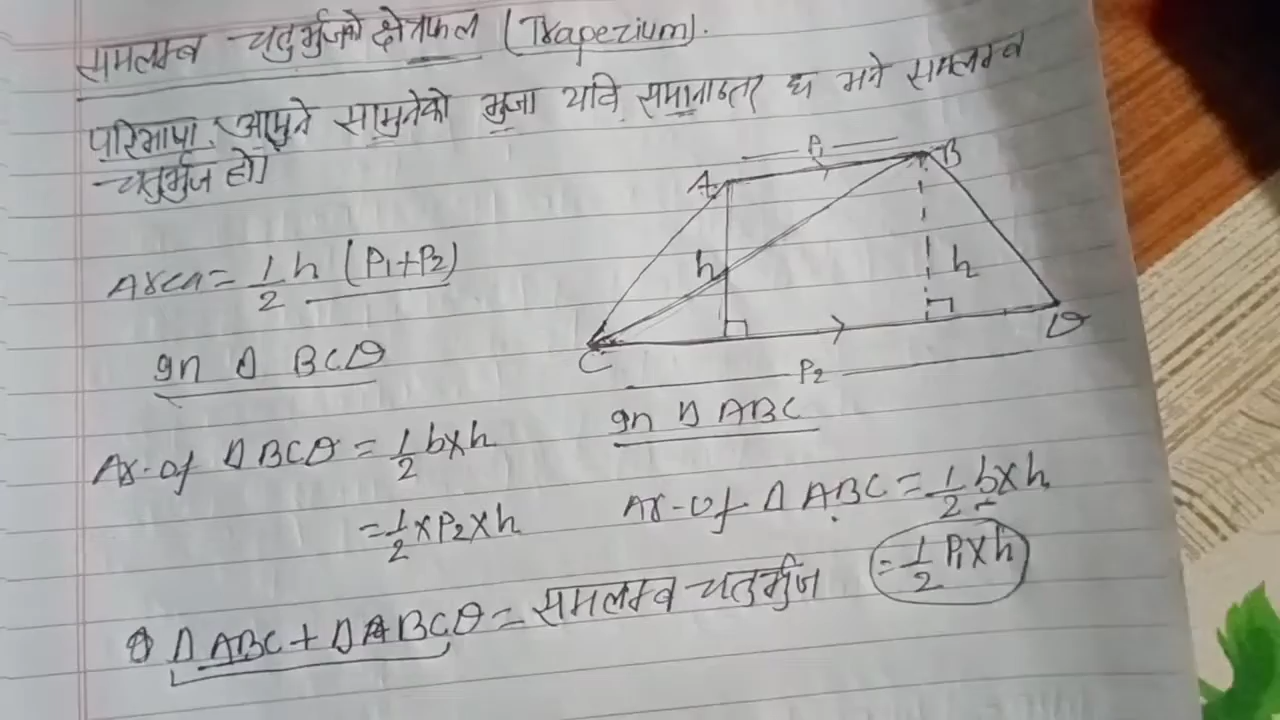 समलम्ब चतुर्भुजको क्षेत्रफल (Trapezium).
परिभाषा: आमुने सामुनेको भुजा यदि समानान्तर छ भने समलम्ब
चतुर्भुज हो।
P₁
A B
h h
C D
P₂
Area = 1/2 h (P₁+P₂)
In Δ BCD
Ar. of Δ BCD = 1/2 b×h
= 1/2 × P₂ × h
In Δ ABC
Ar. of Δ ABC = 1/2 b×h
= 1/2 P₁×h
Δ ABC + Δ BCD = समलम्ब चतुर्भुज